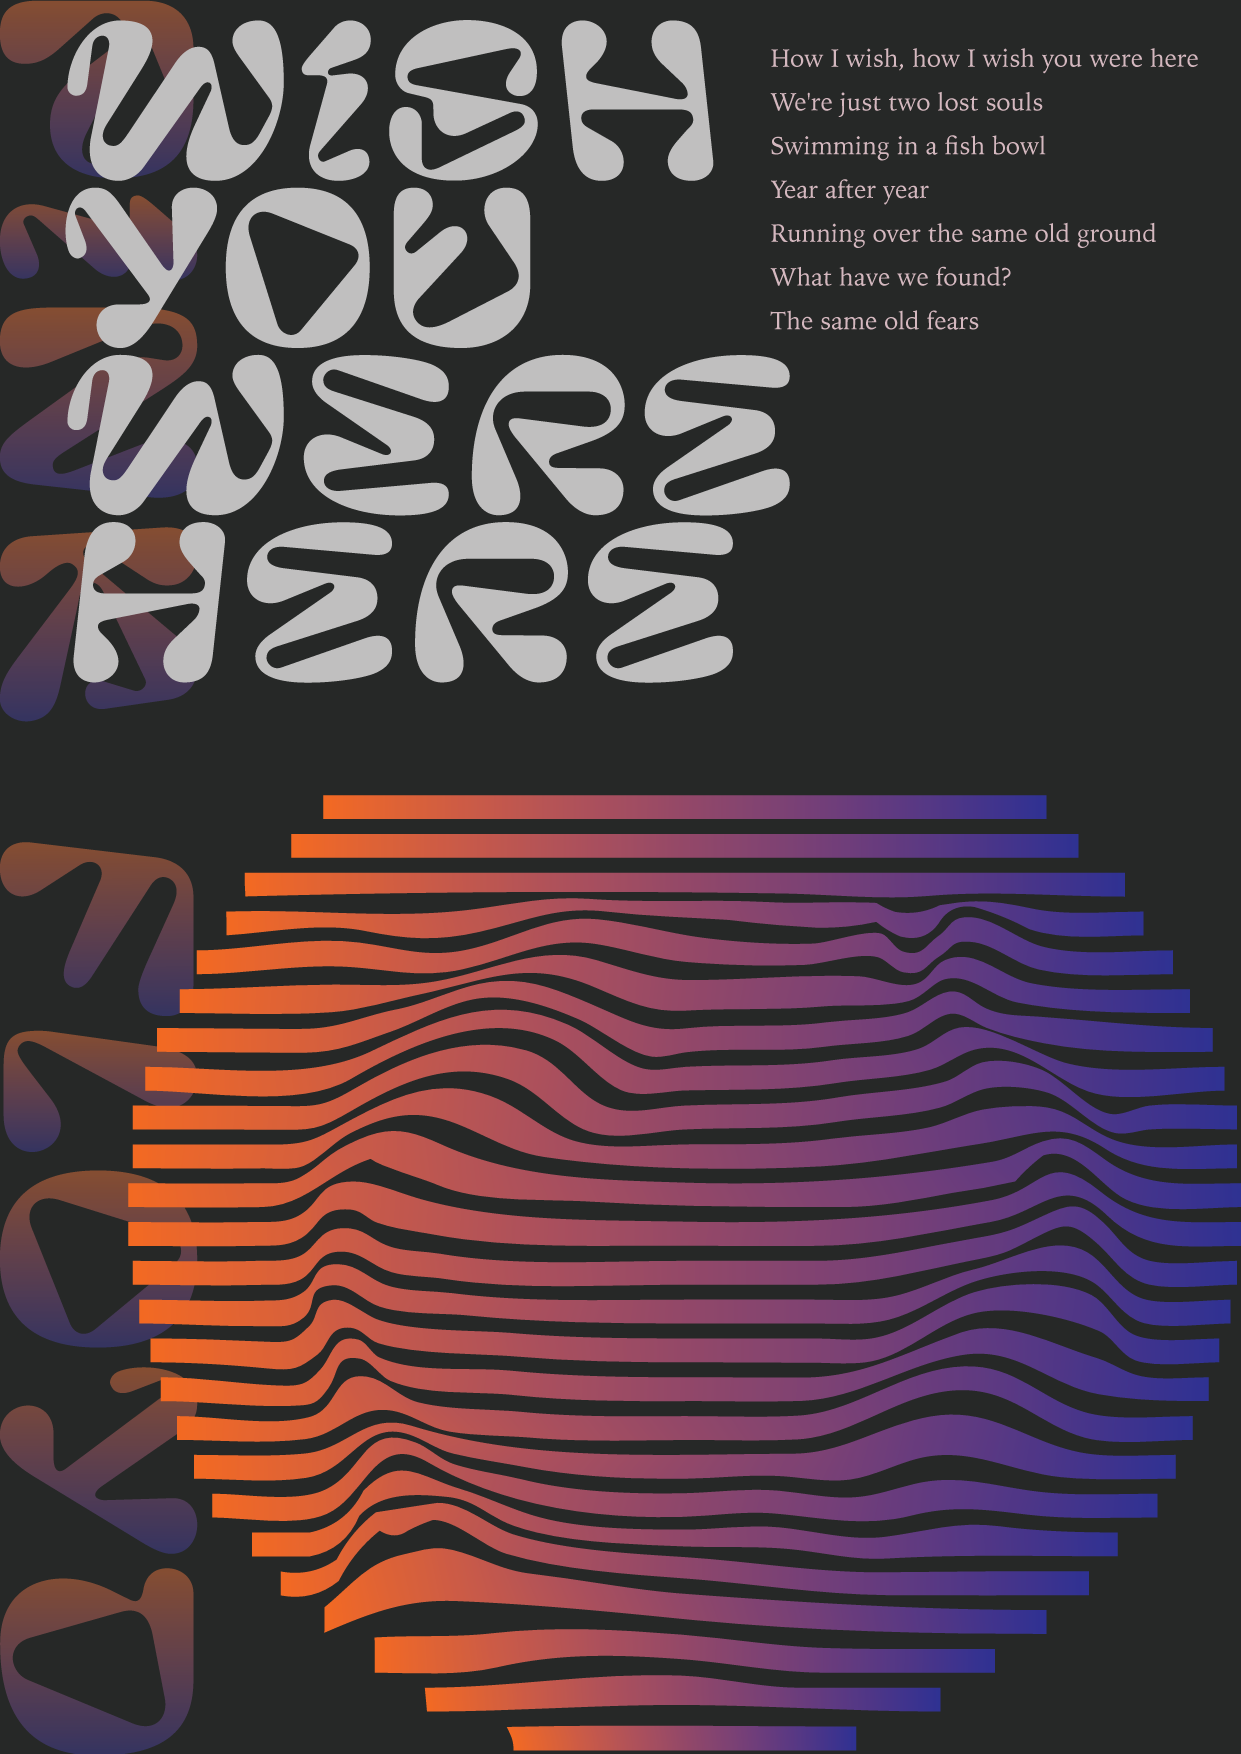 WISH
YOU
WERE
HERE
How I wish, how I wish you were here
We're just two lost souls
Swimming in a fish bowl
Year after year
Running over the same old ground
What have we found?
The same old fears
PINK FLOYD